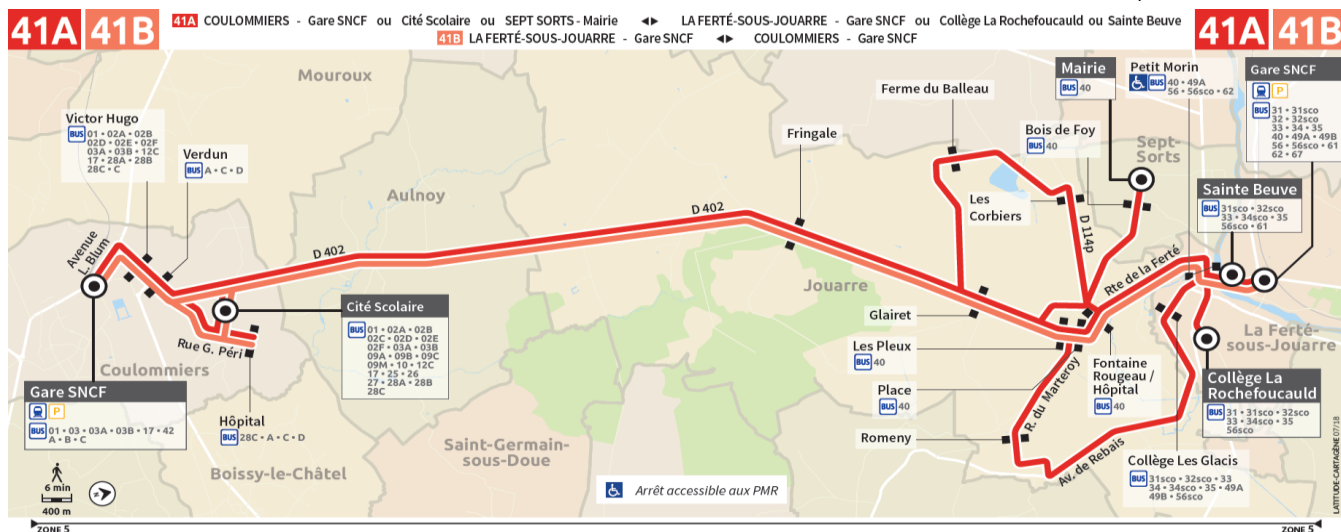 41A 41B
41A COULOMMIERS - Gare SNCF ou Cité Scolaire ou SEPT SORTS - Mairie ◄► LA FERTÉ-SOUS-JOUARRE - Gare SNCF ou Collège La Rochefoucauld ou Sainte Beuve
41B LA FERTÉ-SOUS-JOUARRE - Gare SNCF ◄► COULOMMIERS - Gare SNCF
41A 41B
Mouroux
Victor Hugo
BUS 01 • 02A • 02B
02D • 02E • 02F
03A • 03B • 12C
17 • 28A • 28B
28C • C
Verdun
BUS A • C • D
Aulnoy
Fringale
Ferme du Balleau
Mairie
BUS 40
Petit Morin
BUS 40 • 49A
56 • 56sco • 62
Gare SNCF
P
BUS 31 • 31sco
32 • 32sco
33 • 34 • 35
40 • 49A • 49B
56 • 56sco • 61
62 • 67
Bois de Foy
BUS 40
Sept-
Sorts
Sainte Beuve
BUS 31sco • 32sco
33 • 34sco • 35
56sco • 61
Les
Corbiers
D 114p
D 402
D 402
Avenue
L. Blum
Rte de la Ferté
Jouarre
Cité Scolaire
BUS 01 • 02A • 02B
02C • 02D • 02E
02F • 03A • 03B
09A • 09B • 09C
09M • 10 • 12C
17 • 25 • 26
27 • 28A • 28B
28C
Rue G. Péri
Coulommiers
Gare SNCF
P
BUS 01 • 03 • 03A • 03B • 17 • 42
A • B • C
Hôpital
BUS 28C • A • C • D
Boissy-le-Châtel
Saint-Germain-
sous-Doue
Glairet
Les Pleux
BUS 40
Place
BUS 40
Romeny
R. du Marteroy
Fontaine
Rougeau /
Hôpital
BUS 40
Av. de Rebais
La Ferté-
sous-Jouarre
Collège La
Rochefoucauld
BUS 31 • 31sco • 32sco
33 • 34sco • 35
56sco
Collège Les Glacis
BUS 31sco • 32sco • 33
34 • 34sco • 35 • 49A
49B • 56sco
6 min
400 m
Arrêt accessible aux PMR
LATITUDE-CARTAGÈNE 07/18
ZONE 5
ZONE 5